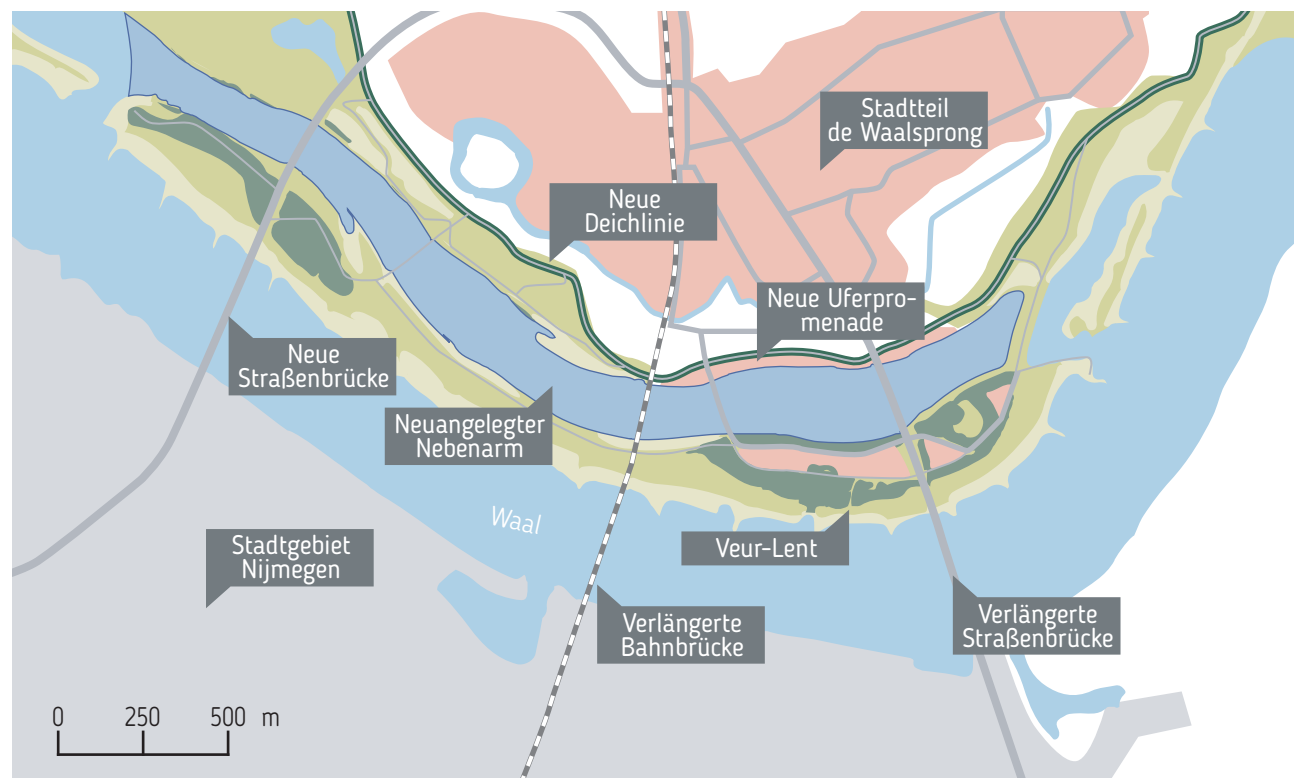 Stadtteil
de Waalsprong
Neue
Deichlinie
Neue Uferpro-
menade
Neue
Straßenbrücke
Neuangelegter
Nebenarm
Waal
Stadtgebiet
Nijmegen
Veur-Lent
Verlängerte
Bahnbrücke
Verlängerte
Straßenbrücke
0 250 500 m